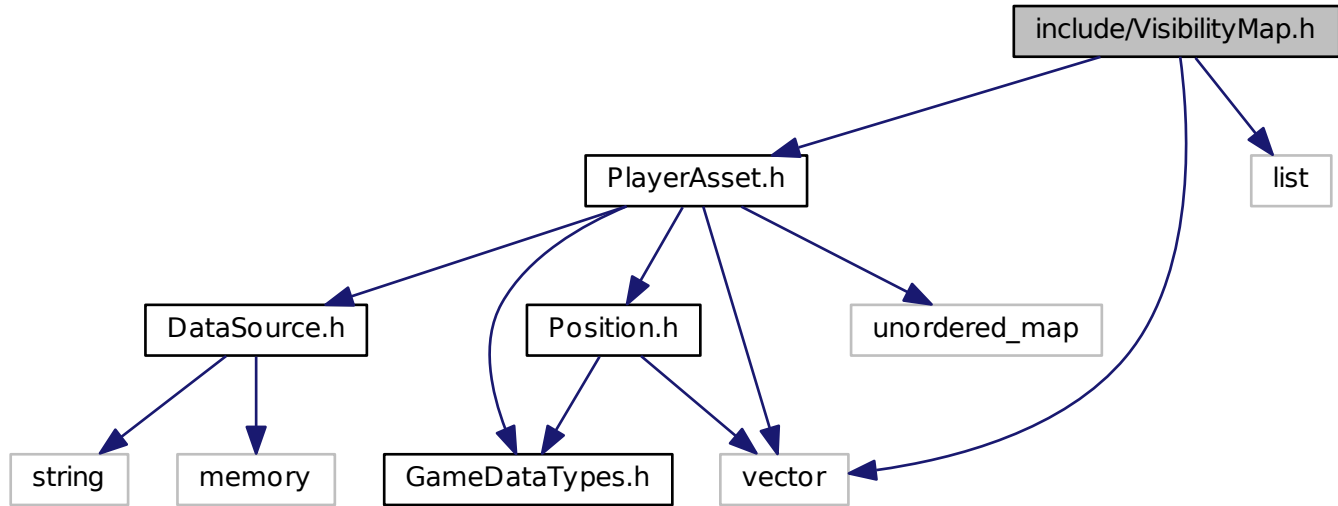 include/VisibilityMap.h
PlayerAsset.h
list
DataSource.h
Position.h
unordered_map
string
memory
GameDataTypes.h
vector